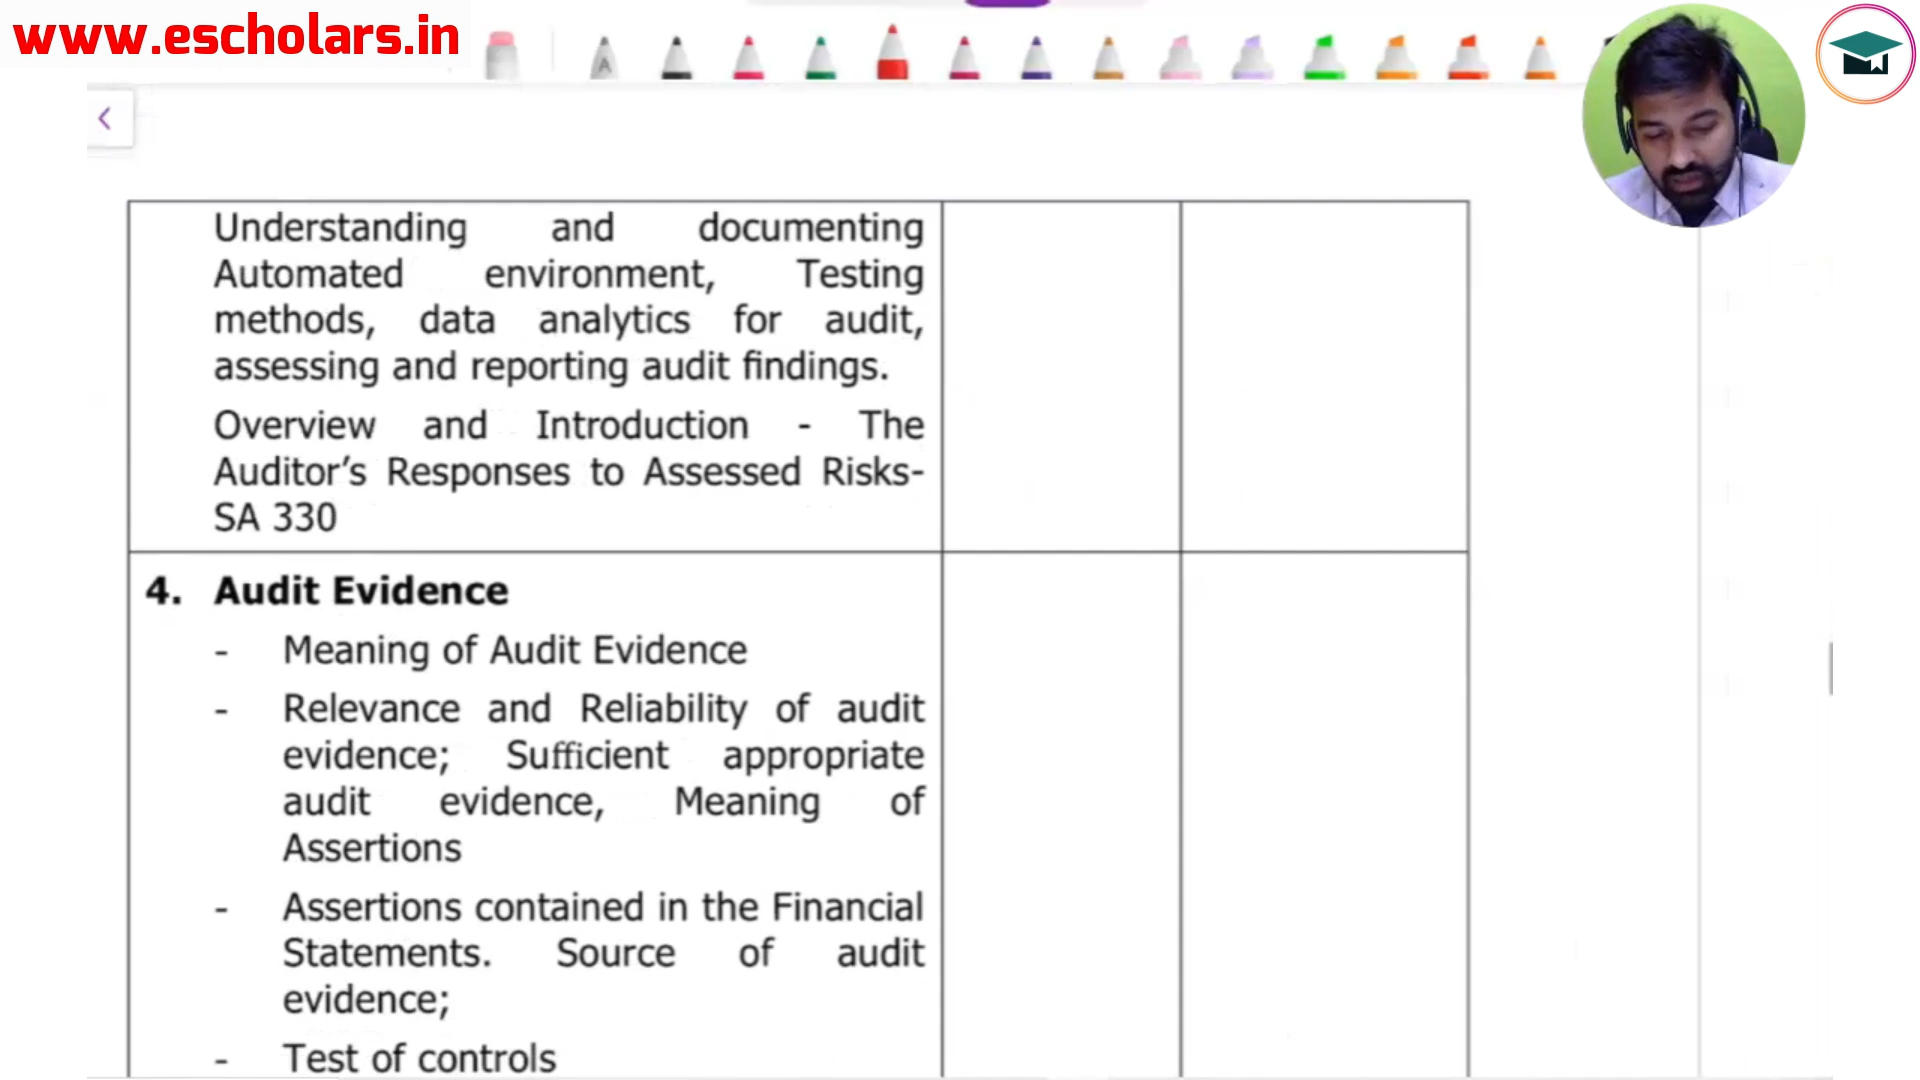 www.escholars.in
A
Understanding and documenting
Automated environment, Testing
methods, data analytics for audit,
assessing and reporting audit findings.
Overview and Introduction - The
Auditor’s Responses to Assessed Risks-
SA 330
4. Audit Evidence
- Meaning of Audit Evidence
- Relevance and Reliability of audit
evidence; Sufficient appropriate
audit evidence, Meaning of
Assertions
- Assertions contained in the Financial
Statements. Source of audit
evidence;
- Test of controls